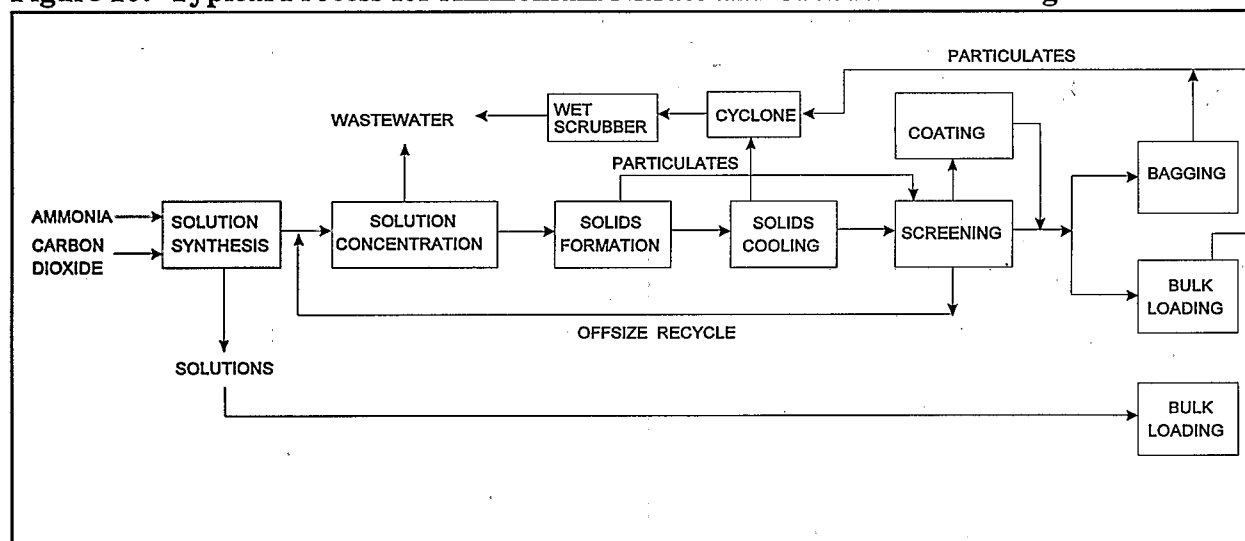 PARTICULATES
WET
SCRUBBER
CYCLONE
WASTEWATER
COATING
PARTICULATES
BAGGING
AMMONIA
CARBON
DIOXIDE
SOLUTION
SYNTHESIS
SOLUTION
CONCENTRATION
SOLIDS
FORMATION
SOLIDS
COOLING
SCREENING
BULK
LOADING
OFFSIZE RECYCLE
SOLUTIONS
BULK
LOADING